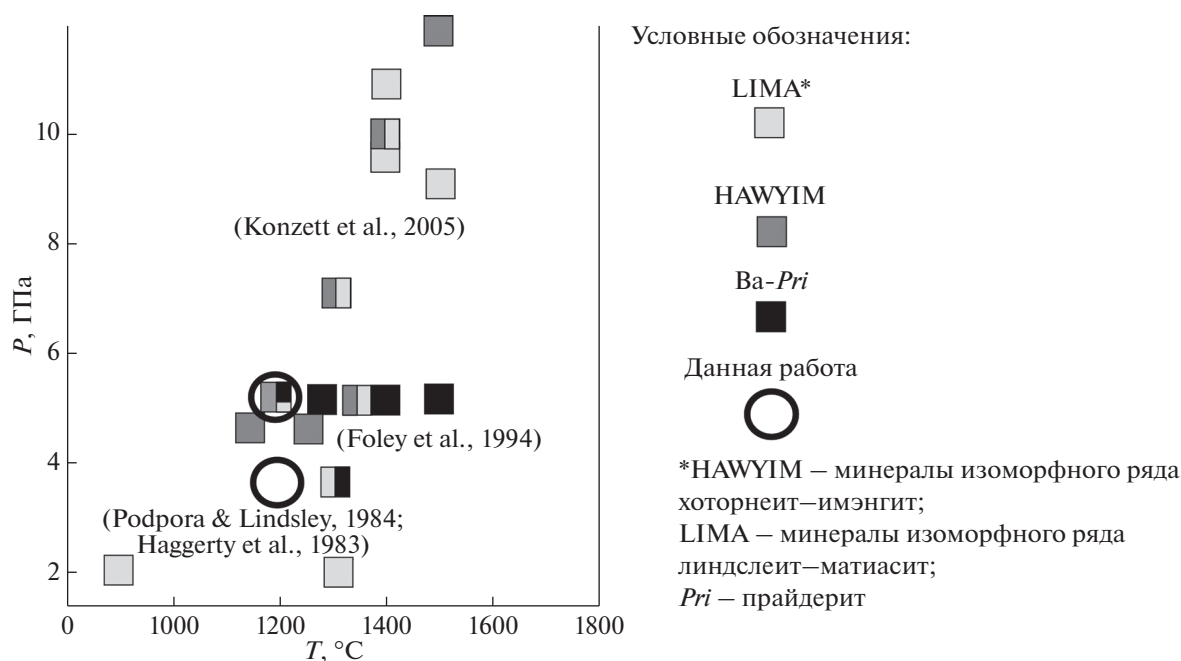 10
8
6
4
2
P, ГПа
0
1000
1200
1400
1600
1800
T, °C
(Konzett et al., 2005)
(Foley et al., 1994)
(Podpora & Lindsley, 1984;
Haggerty et al., 1983)
Условные обозначения:
LIMA*
HAWYIM
Ba-Pri
Данная работа
*HAWYIM – минералы изоморфного ряда
хоторнеит–имэнгит;
LIMA – минералы изоморфного ряда
линдслеит–матиасит;
Pri – прайдерит